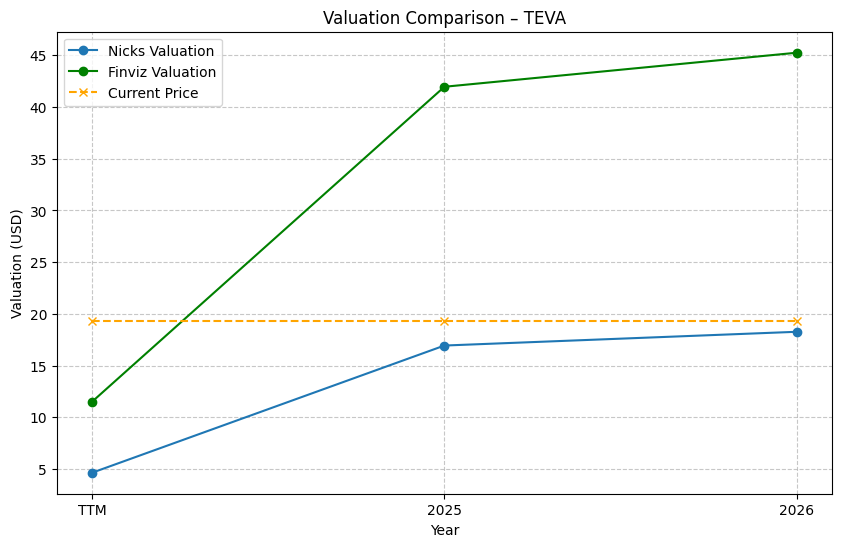 Valuation Comparison – TEVA
Nicks Valuation
Finviz Valuation
Current Price
Valuation (USD)
45
40
35
30
25
20
15
10
5
TTM
2025
2026
Year